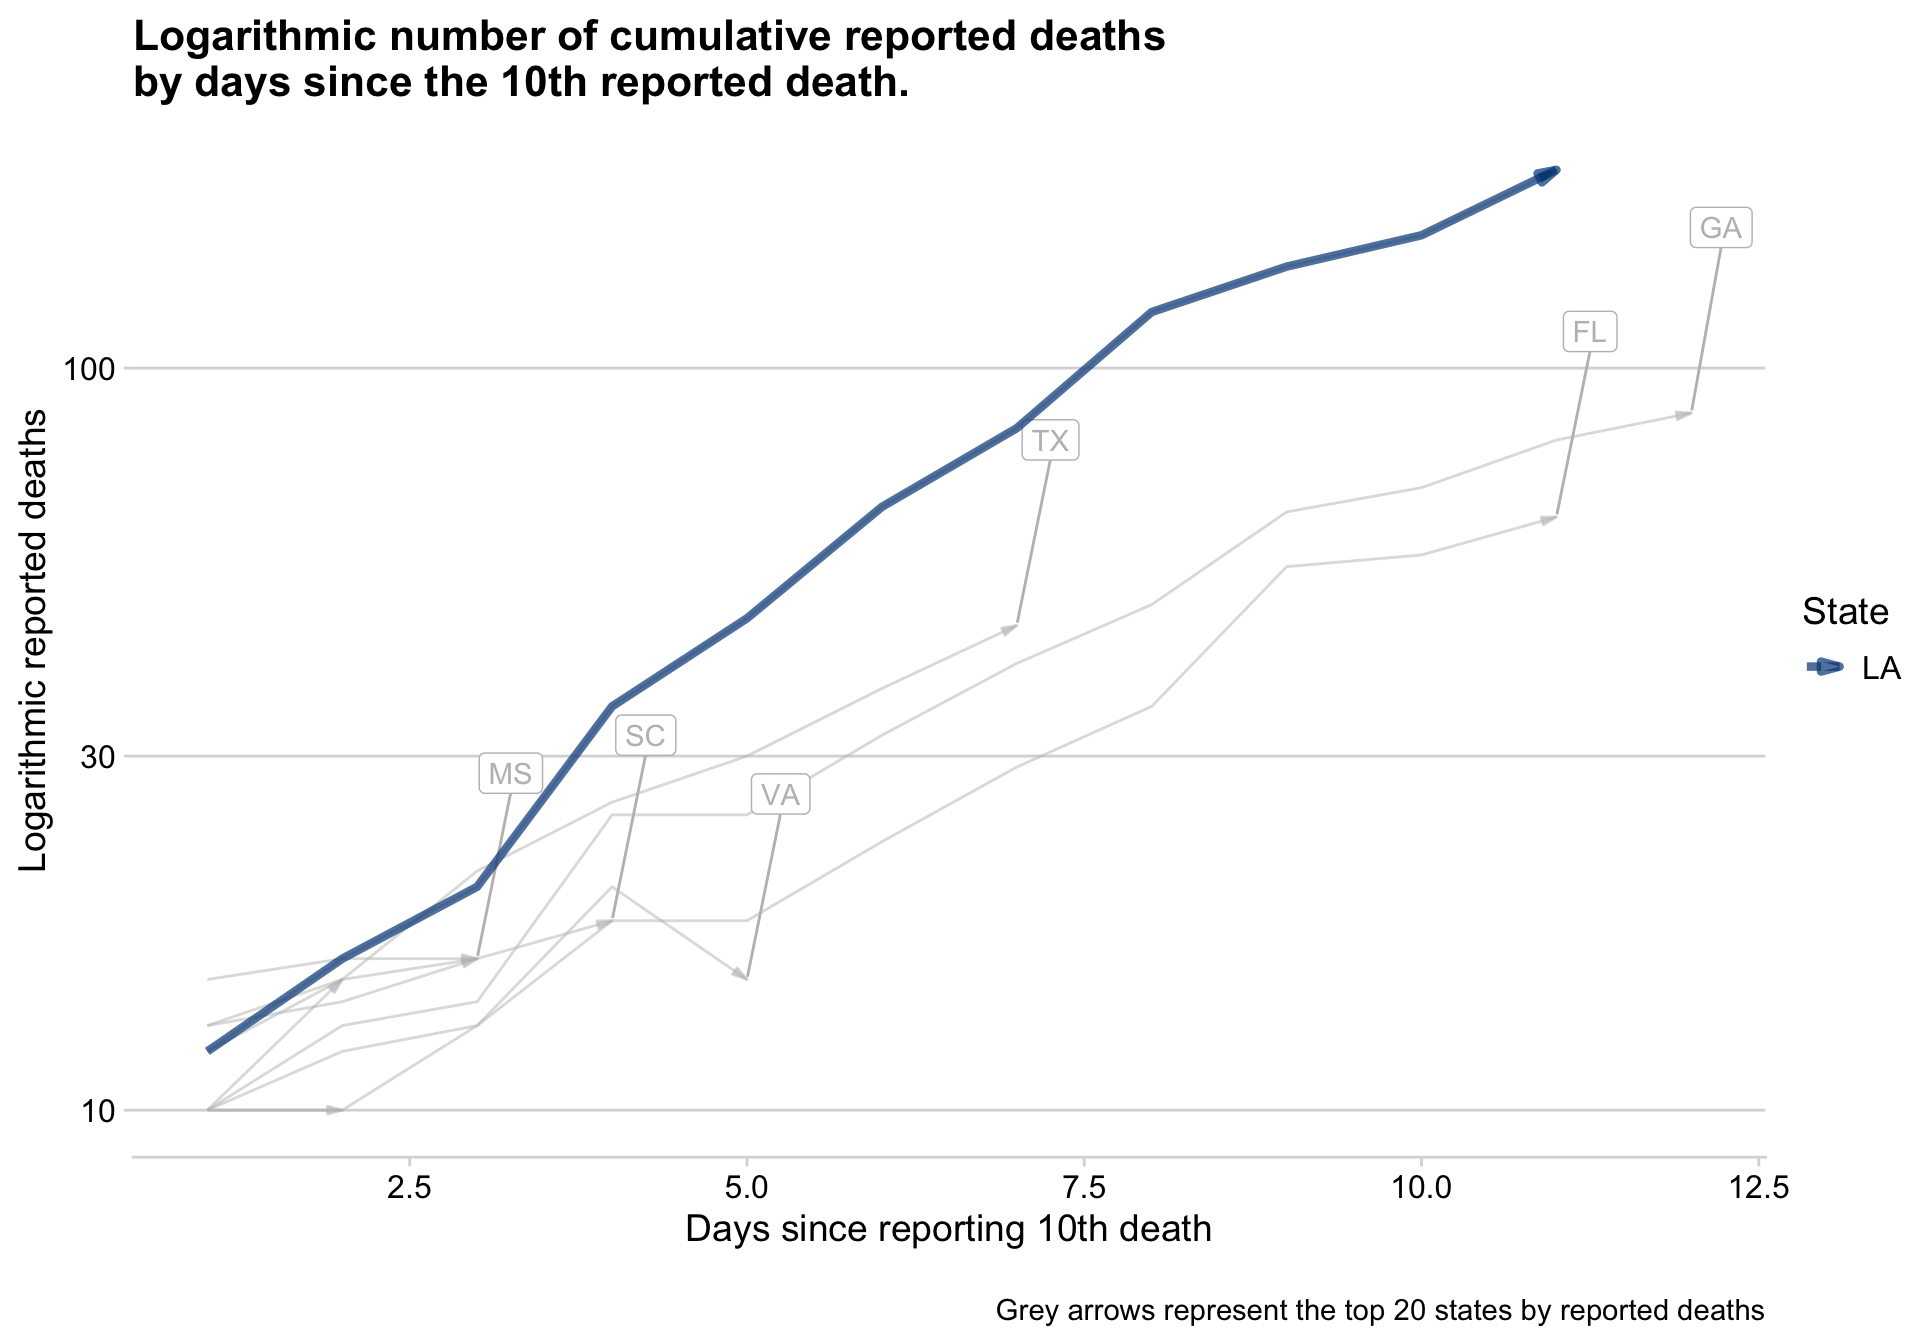 Logarithmic number of cumulative reported deaths
by days since the 10th reported death.
GA
FL
100
TX
Logarithmic reported deaths
State
LA
SC
30
MS
VA
10
2.5 5.0 7.5 10.0 12.5
Days since reporting 10th death
Grey arrows represent the top 20 states by reported deaths